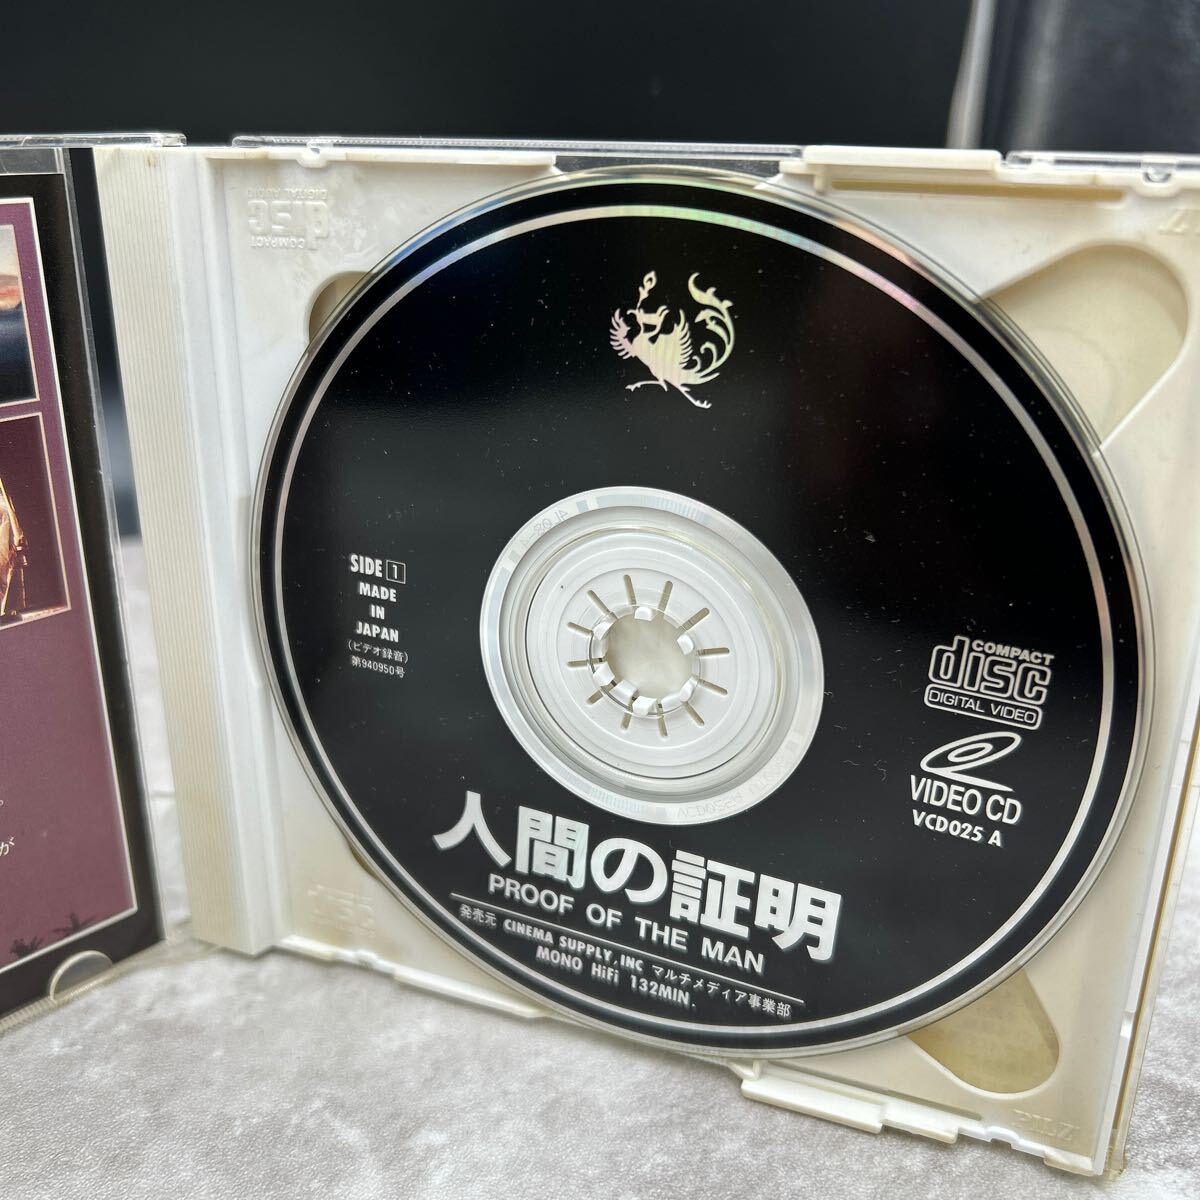 COMPACT
disc
DIGITAL AUDIO
SIDE 1
MADE
IN
JAPAN
(ビデオ録音)
第940950号
COMPACT
disc
DIGITAL VIDEO
VIDEO CD
VCD025 A
人間の証明
PROOF OF THE MAN
発売元 CINEMA SUPPLY, INC マルチメディア事業部
MONO HiFi 132MIN.
が
PILZ